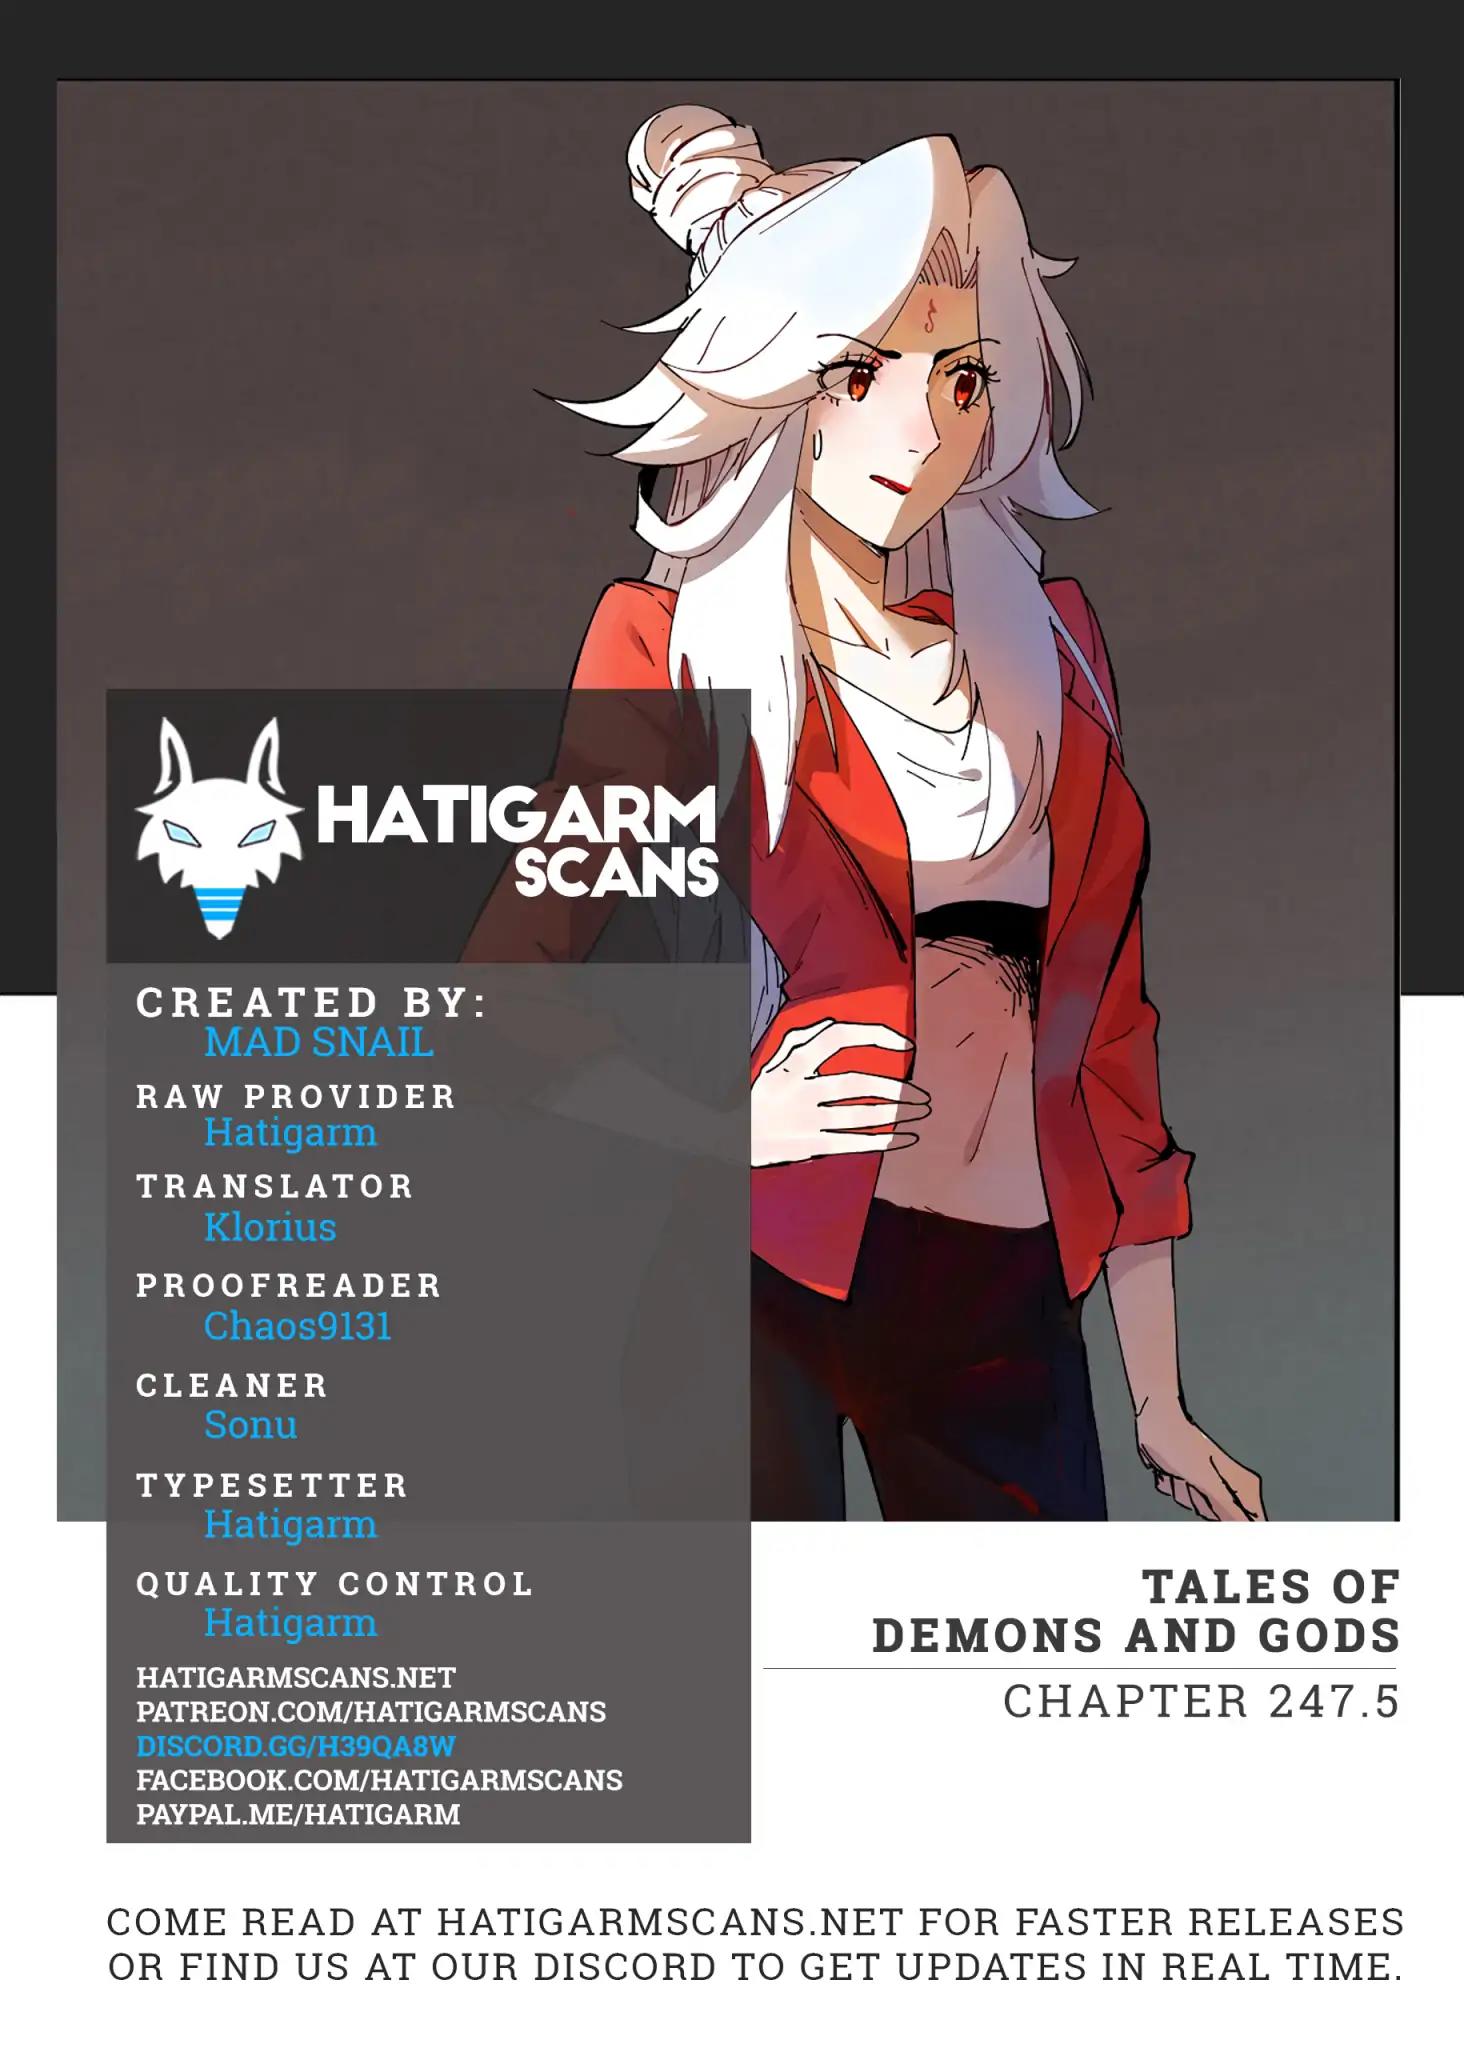 HATIGARM
SCANS
CREATED BY:
MAD SNAIL
RAW PROVIDER
Hatigarm
TRANSLATOR
Klorius
PROOFREADER
Chaos9131
CLEANER
Sonu
TYPESETTER
Hatigarm
QUALITY CONTROL
Hatigarm
HATIGARMSCANS.NET
PATREON.COM/HATIGARMSCANS
DISCORD.GG/H39QA8W
FACEBOOK.COM/HATIGARMSCANS
PAYPAL.ME/HATIGARM
TALES OF
DEMONS AND GODS
CHAPTER 247.5
COME READ AT HATIGARMSCANS.NET FOR FASTER RELEASES
OR FIND US AT OUR DISCORD TO GET UPDATES IN REAL TIME.